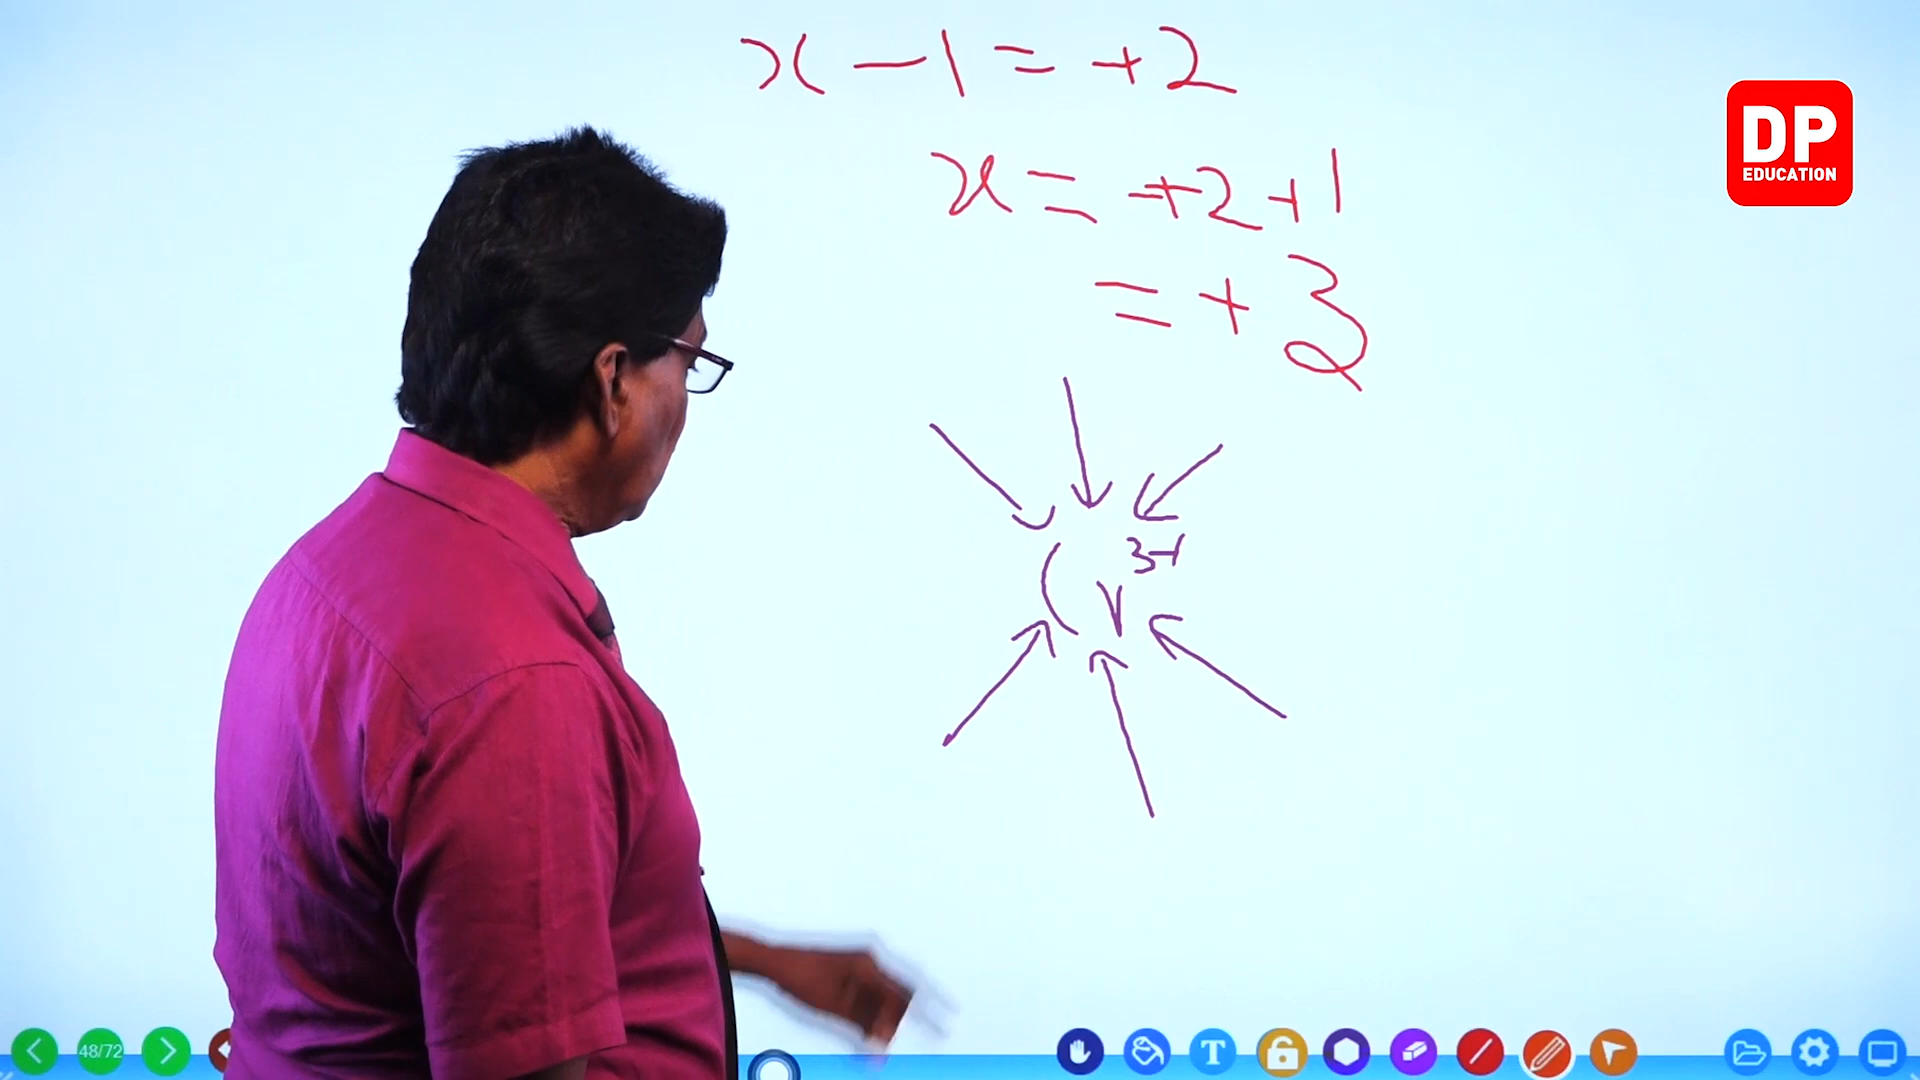 x - 1 = +2
DP
EDUCATION
x = +2+1
= +3
3+
48/72
T